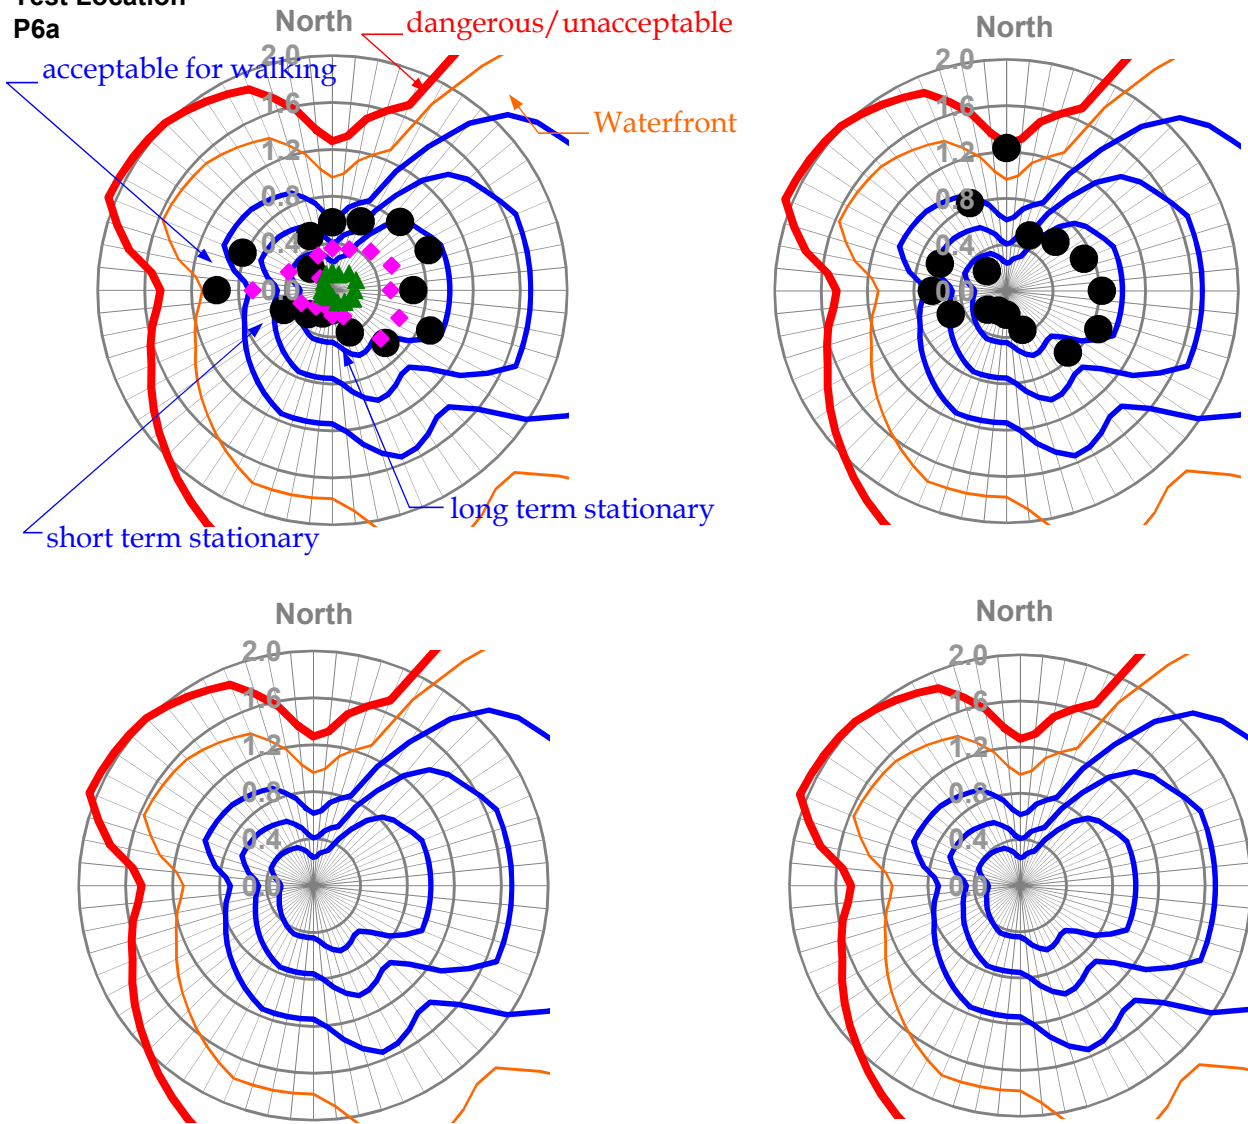 Test Location
P6a
North
dangerous/unacceptable
acceptable for walking
Waterfront
2.0
1.6
1.2
0.8
0.4
0.0
long term stationary
short term stationary
North
2.0
1.6
1.2
0.8
0.4
0.0
North
2.0
1.6
1.2
0.8
0.4
0.0
North
2.0
1.6
1.2
0.8
0.4
0.0